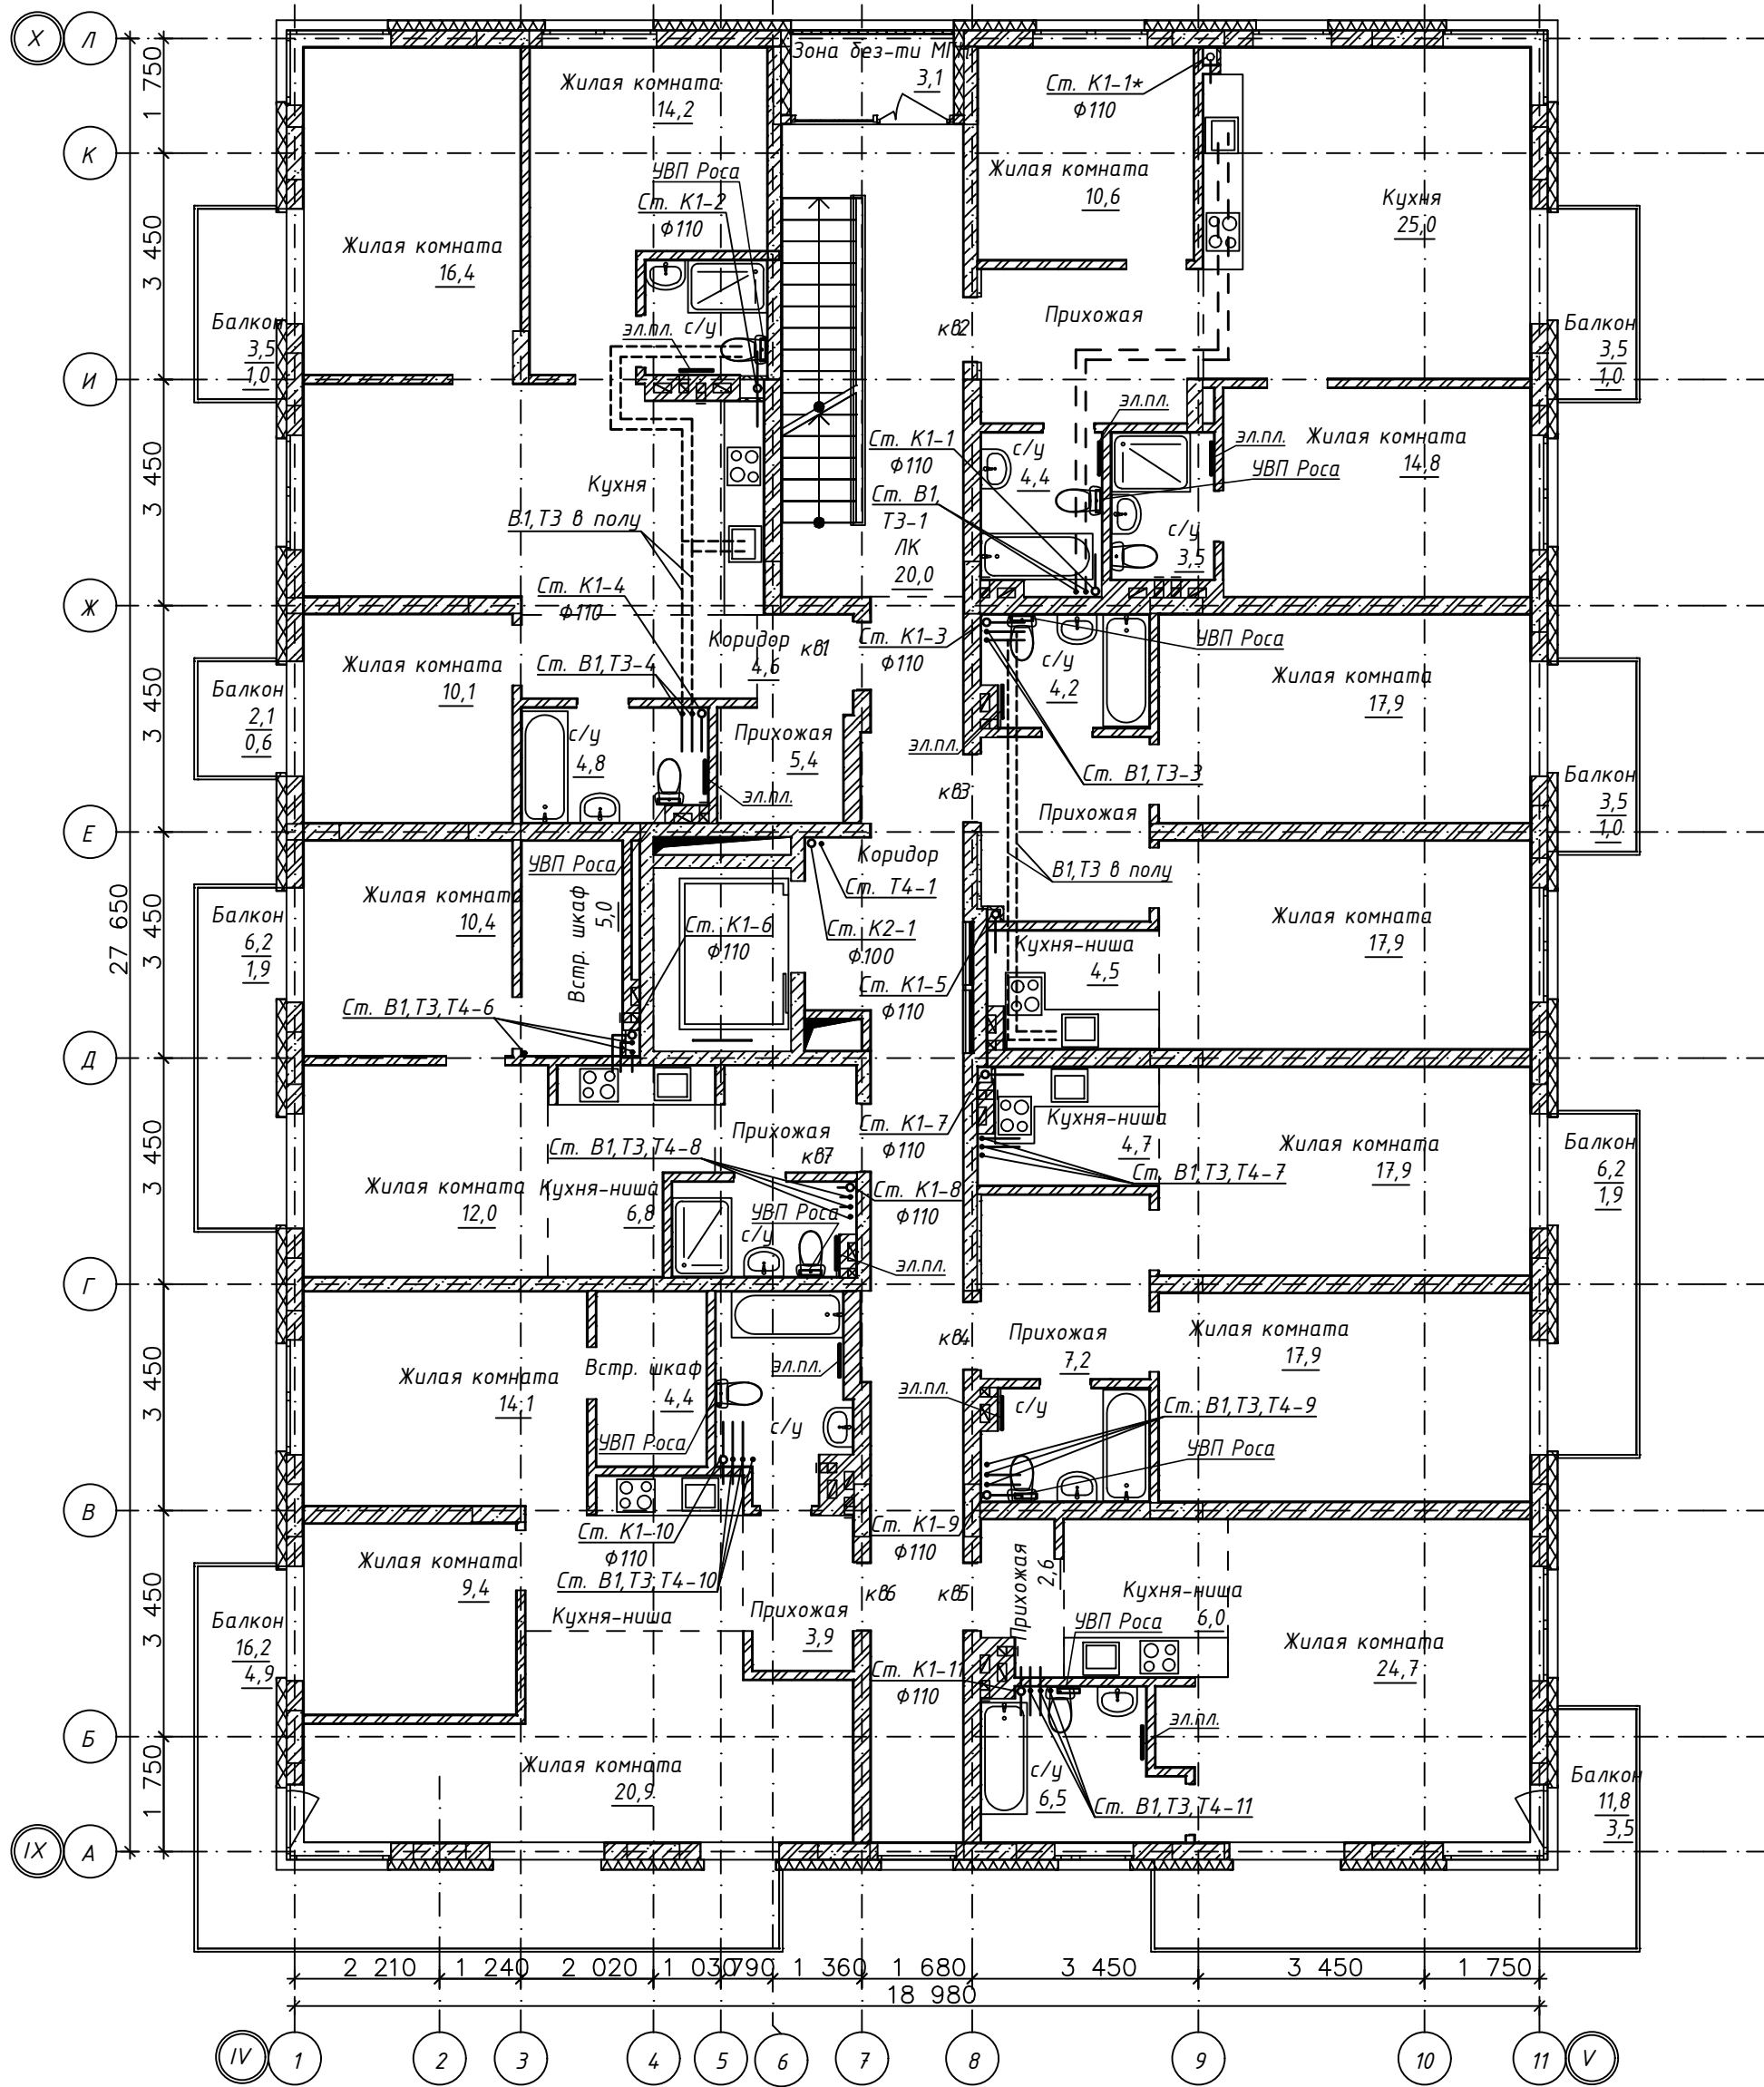 X
Л
К
И
Ж
Е
Д
Г
В
Б
IX
А
1 750
3 450
3 450
3 450
3 450
3 450
3 450
3 450
1 750
27 650
Жилая комната
14,2
Зона без-ти МГН
3,1
Ст. К1-1*
Ф110
УВП Роса
Ст. К1-2
Ф110
Жилая комната
10,6
Кухня
25,0
Жилая комната
16,4
Балкон
3,5
1,0
эл.пл.
с/у
кв2
Прихожая
Балкон
3,5
1,0
эл.пл.
Ст. К1-1
Ф110
с/у
4,4
эл.пл.
Жилая комната
14,8
УВП Роса
Кухня
В1,Т3 в полу
Ст. В1,
Т3-1
ЛК
20,0
с/у
3,5
Ст. К1-4
Ф110
Коридор
4,6
кв1
Ст. К1-3
Ф110
УВП Роса
с/у
4,2
Жилая комната
10,1
Ст. В1,Т3-4
Жилая комната
17,9
Балкон
2,1
0,6
с/у
4,8
Прихожая
5,4
эл.пл.
Ст. В1,Т3-3
Балкон
3,5
1,0
эл.пл.
кв3
Прихожая
УВП Роса
Коридор
В1,Т3 в полу
Жилая комната
10,4
Встр. шкаф
5,0
Ст. Т4-1
Ст. К1-6
Ф110
Ст. К2-1
Ф100
Балкон
6,2
1,9
Кухня-ниша
4,5
Жилая комната
17,9
Ст. К1-5
Ф110
Ст. В1,Т3,Т4-6
Прихожая
кв7
Ст. К1-7
Ф110
Кухня-ниша
4,7
Жилая комната
17,9
Балкон
6,2
1,9
Ст. В1,Т3,Т4-8
Ст. В1,Т3,Т4-7
Жилая комната
12,0
Кухня-ниша
6,8
УВП Роса
Ст. К1-8
Ф110
с/у
эл.пл.
кв4
Прихожая
7,2
Жилая комната
17,9
Жилая комната
14,1
Встр. шкаф
4,4
эл.пл.
эл.пл.
с/у
Ст. В1,Т3,Т4-9
УВП Роса
с/у
УВП Роса
Ст. К1-10
Ф110
Ст. К1-9
Ф110
Жилая комната
9,4
Ст. В1,Т3,Т4-10
кв6
кв5
Прихожая
2,6
Кухня-ниша
6,0
Кухня-ниша
Прихожая
3,9
УВП Роса
Балкон
16,2
4,9
Жилая комната
24,7
Ст. К1-11
Ф110
эл.пл.
Жилая комната
20,9
с/у
6,5
Ст. В1,Т3,Т4-11
Балкон
11,8
3,5
2 210
1 240
2 020
1 030
790
1 360
1 680
3 450
3 450
1 750
18 980
IV
1
2
3
4
5
6
7
8
9
10
11
V